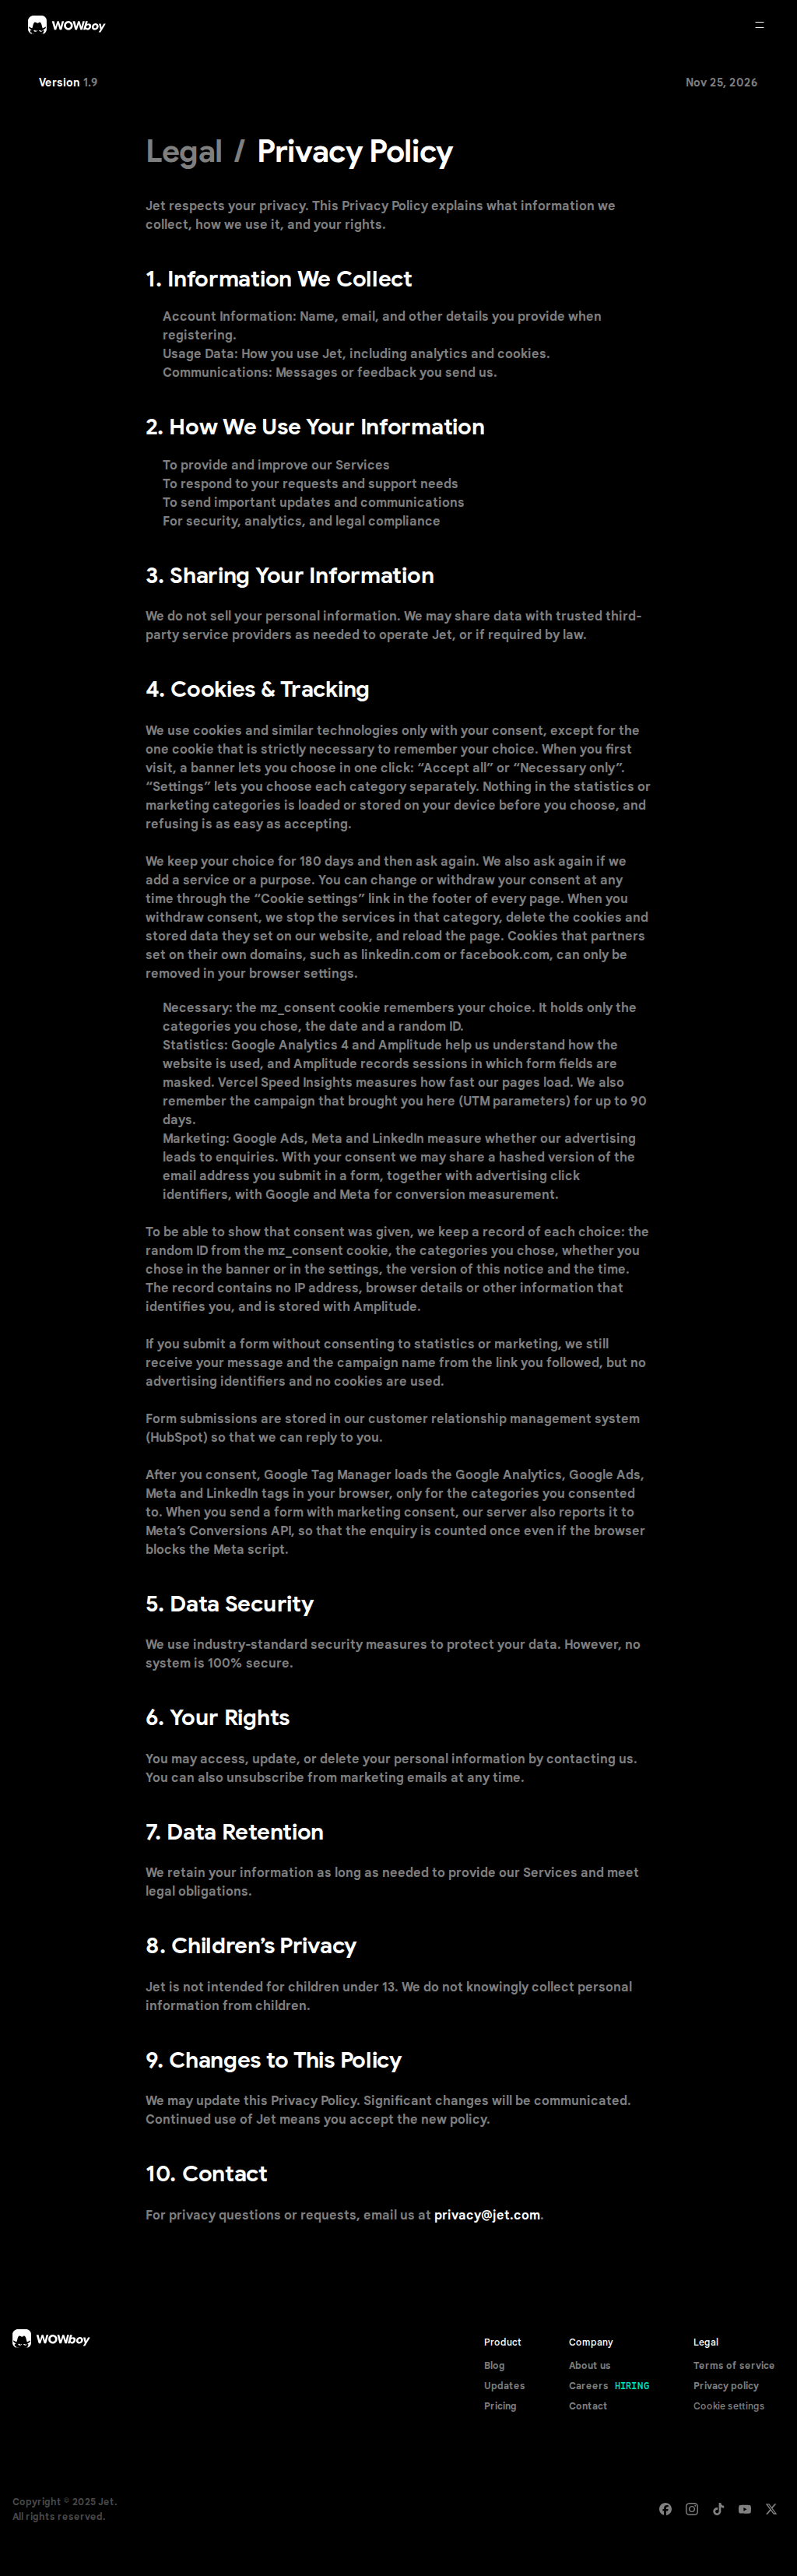 WOWboy
Version 1.9
Nov 25, 2026
Legal / Privacy Policy
Jet respects your privacy. This Privacy Policy explains what information we
collect, how we use it, and your rights.
1. Information We Collect
Account Information: Name, email, and other details you provide when
registering.
Usage Data: How you use Jet, including analytics and cookies.
Communications: Messages or feedback you send us.
2. How We Use Your Information
To provide and improve our Services
To respond to your requests and support needs
To send important updates and communications
For security, analytics, and legal compliance
3. Sharing Your Information
We do not sell your personal information. We may share data with trusted third-
party service providers as needed to operate Jet, or if required by law.
4. Cookies & Tracking
We use cookies and similar technologies only with your consent, except for the
one cookie that is strictly necessary to remember your choice. When you first
visit, a banner lets you choose in one click: “Accept all” or “Necessary only”.
“Settings” lets you choose each category separately. Nothing in the statistics or
marketing categories is loaded or stored on your device before you choose, and
refusing is as easy as accepting.
We keep your choice for 180 days and then ask again. We also ask again if we
add a service or a purpose. You can change or withdraw your consent at any
time through the “Cookie settings” link in the footer of every page. When you
withdraw consent, we stop the services in that category, delete the cookies and
stored data they set on our website, and reload the page. Cookies that partners
set on their own domains, such as linkedin.com or facebook.com, can only be
removed in your browser settings.
Necessary: the mz_consent cookie remembers your choice. It holds only the
categories you chose, the date and a random ID.
Statistics: Google Analytics 4 and Amplitude help us understand how the
website is used, and Amplitude records sessions in which form fields are
masked. Vercel Speed Insights measures how fast our pages load. We also
remember the campaign that brought you here (UTM parameters) for up to 90
days.
Marketing: Google Ads, Meta and LinkedIn measure whether our advertising
leads to enquiries. With your consent we may share a hashed version of the
email address you submit in a form, together with advertising click
identifiers, with Google and Meta for conversion measurement.
To be able to show that consent was given, we keep a record of each choice: the
random ID from the mz_consent cookie, the categories you chose, whether you
chose in the banner or in the settings, the version of this notice and the time.
The record contains no IP address, browser details or other information that
identifies you, and is stored with Amplitude.
If you submit a form without consenting to statistics or marketing, we still
receive your message and the campaign name from the link you followed, but no
advertising identifiers and no cookies are used.
Form submissions are stored in our customer relationship management system
(HubSpot) so that we can reply to you.
After you consent, Google Tag Manager loads the Google Analytics, Google Ads,
Meta and LinkedIn tags in your browser, only for the categories you consented
to. When you send a form with marketing consent, our server also reports it to
Meta’s Conversions API, so that the enquiry is counted once even if the browser
blocks the Meta script.
5. Data Security
We use industry-standard security measures to protect your data. However, no
system is 100% secure.
6. Your Rights
You may access, update, or delete your personal information by contacting us.
You can also unsubscribe from marketing emails at any time.
7. Data Retention
We retain your information as long as needed to provide our Services and meet
legal obligations.
8. Children’s Privacy
Jet is not intended for children under 13. We do not knowingly collect personal
information from children.
9. Changes to This Policy
We may update this Privacy Policy. Significant changes will be communicated.
Continued use of Jet means you accept the new policy.
10. Contact
For privacy questions or requests, email us at privacy@jet.com.
WOWboy
Product
Blog
Updates
Pricing
Company
About us
Careers HIRING
Contact
Legal
Terms of service
Privacy policy
Cookie settings
Copyright © 2025 Jet.
All rights reserved.